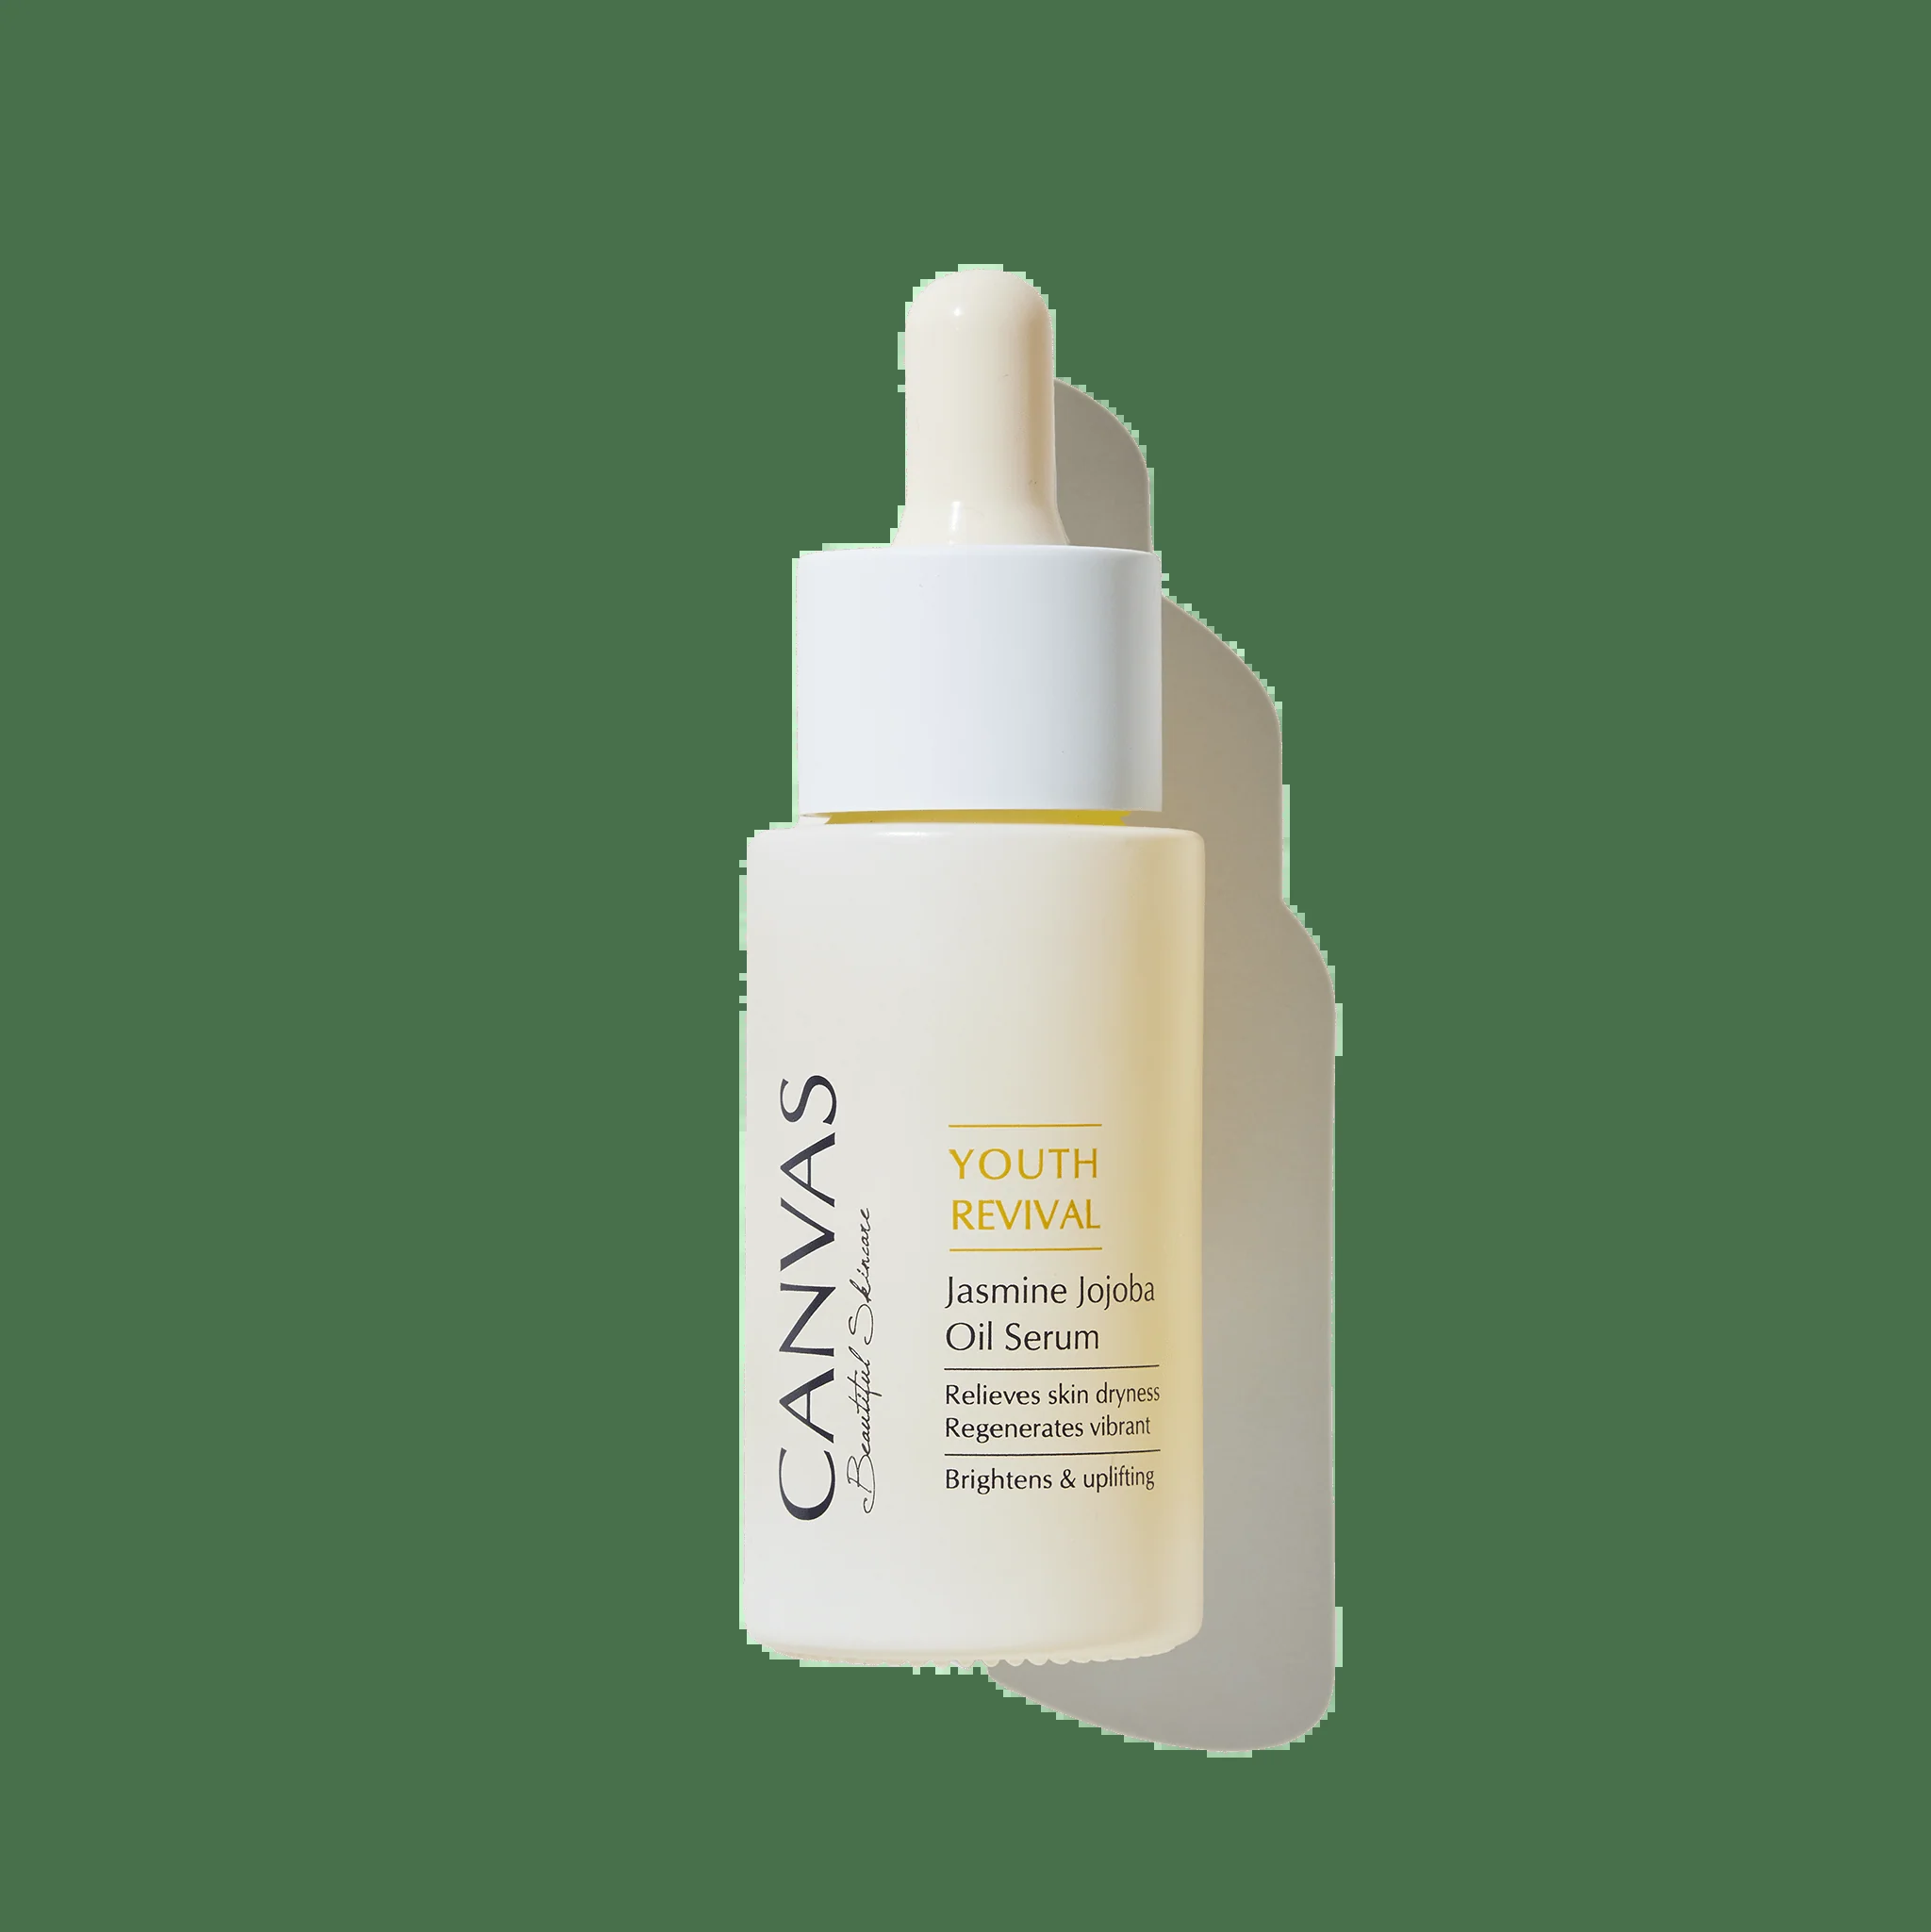 CANVAS
Beautiful Skincare
YOUTH
REVIVAL
Jasmine Jojoba
Oil Serum
Relieves skin dryness
Regenerates vibrant
Brightens & uplifting